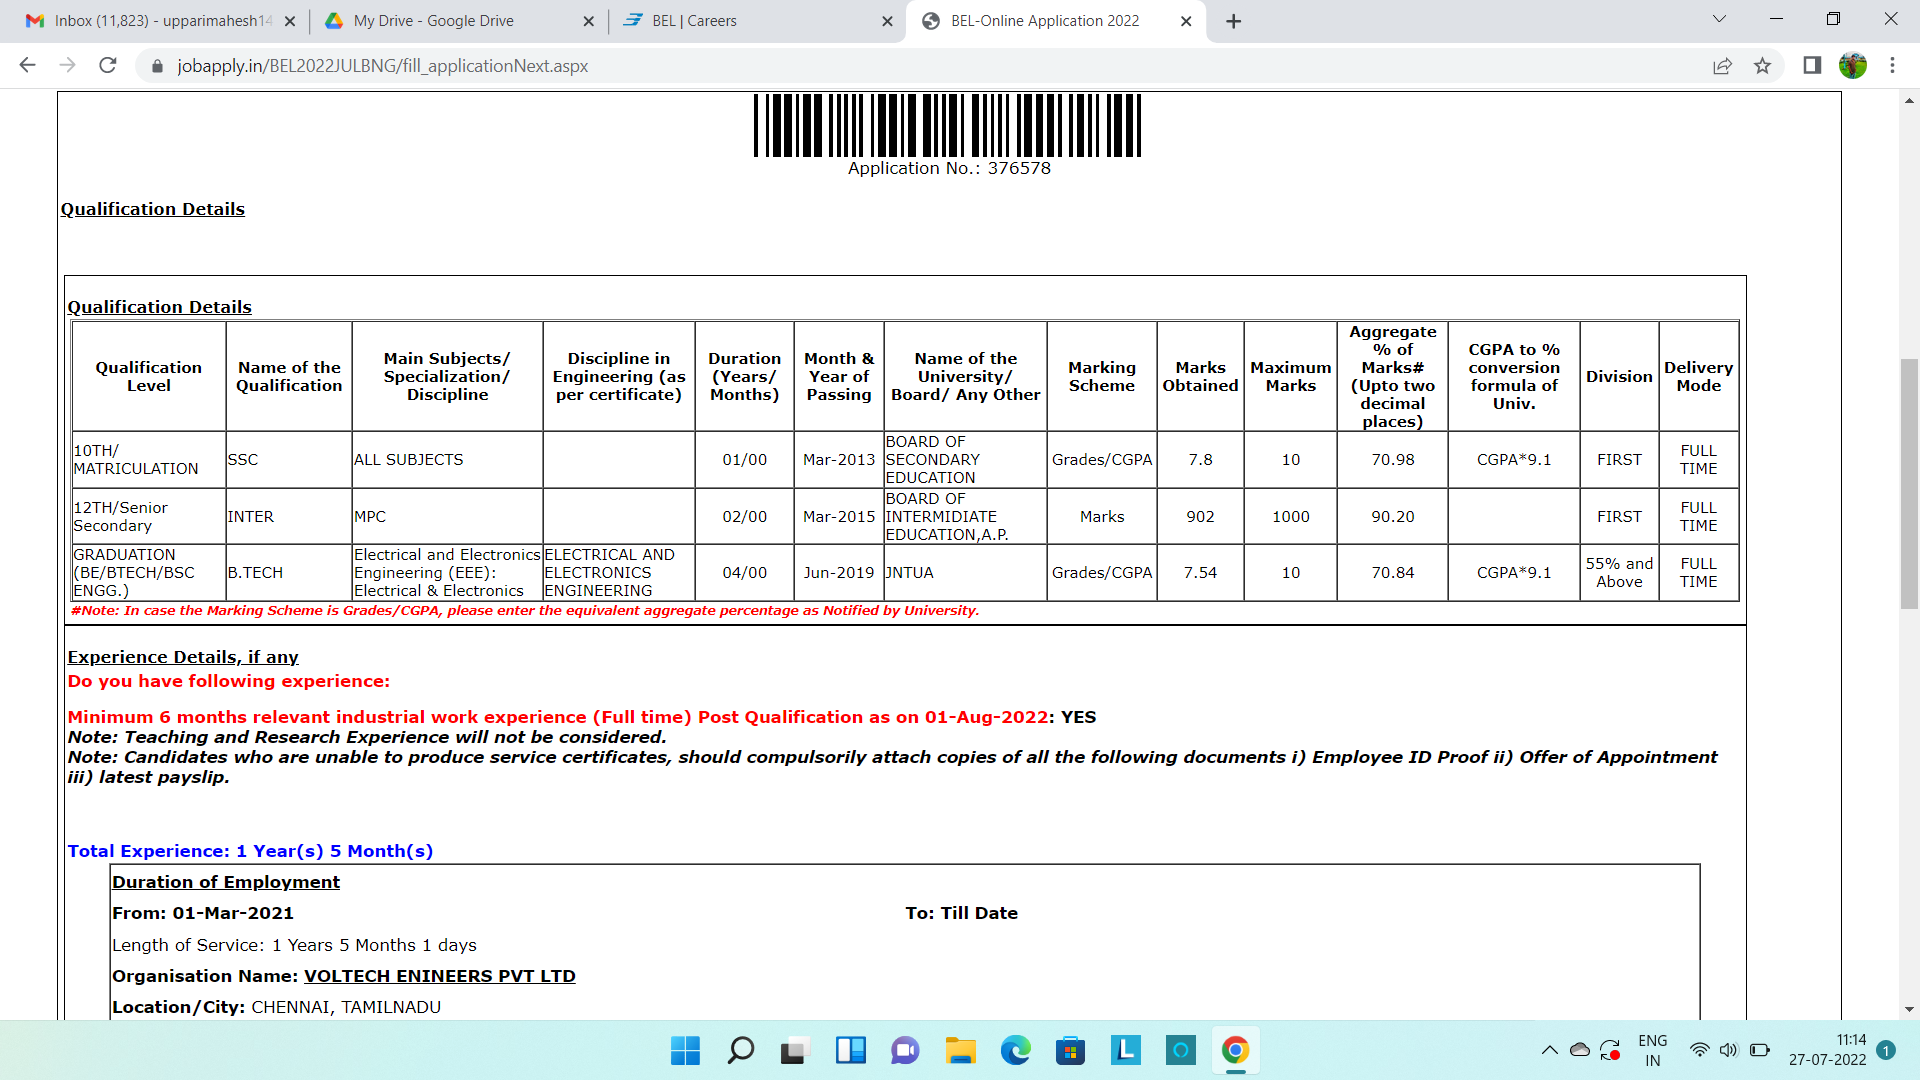 Inbox (11,823) - upparimahesh14
My Drive - Google Drive
BEL | Careers
BEL-Online Application 2022
jobapply.in/BEL2022JULBNG/fill_applicationNext.aspx
Application No.: 376578
Qualification Details
Qualification Details
Qualification Level | Name of the Qualification | Main Subjects/ Specialization/ Discipline | Discipline in Engineering (as per certificate) | Duration (Years/ Months) | Month & Year of Passing | Name of the University/ Board/ Any Other | Marking Scheme | Marks Obtained | Maximum Marks | Aggregate % of Marks# (Upto two decimal places) | CGPA to % conversion formula of Univ. | Division | Delivery Mode
10TH/ MATRICULATION | SSC | ALL SUBJECTS | | 01/00 | Mar-2013 | BOARD OF SECONDARY EDUCATION | Grades/CGPA | 7.8 | 10 | 70.98 | CGPA*9.1 | FIRST | FULL TIME
12TH/Senior Secondary | INTER | MPC | | 02/00 | Mar-2015 | BOARD OF INTERMIDIATE EDUCATION,A.P. | Marks | 902 | 1000 | 90.20 | | FIRST | FULL TIME
GRADUATION (BE/BTECH/BSC ENGG.) | B.TECH | Electrical and Electronics Engineering (EEE): Electrical & Electronics | ELECTRICAL AND ELECTRONICS ENGINEERING | 04/00 | Jun-2019 | JNTUA | Grades/CGPA | 7.54 | 10 | 70.84 | CGPA*9.1 | 55% and Above | FULL TIME
#Note: In case the Marking Scheme is Grades/CGPA, please enter the equivalent aggregate percentage as Notified by University.
Experience Details, if any
Do you have following experience:
Minimum 6 months relevant industrial work experience (Full time) Post Qualification as on 01-Aug-2022: YES
Note: Teaching and Research Experience will not be considered.
Note: Candidates who are unable to produce service certificates, should compulsorily attach copies of all the following documents i) Employee ID Proof ii) Offer of Appointment
iii) latest payslip.
Total Experience: 1 Year(s) 5 Month(s)
Duration of Employment
From: 01-Mar-2021 To: Till Date
Length of Service: 1 Years 5 Months 1 days
Organisation Name: VOLTECH ENINEERS PVT LTD
Location/City: CHENNAI, TAMILNADU
L
ENG
IN
11:14
27-07-2022
1